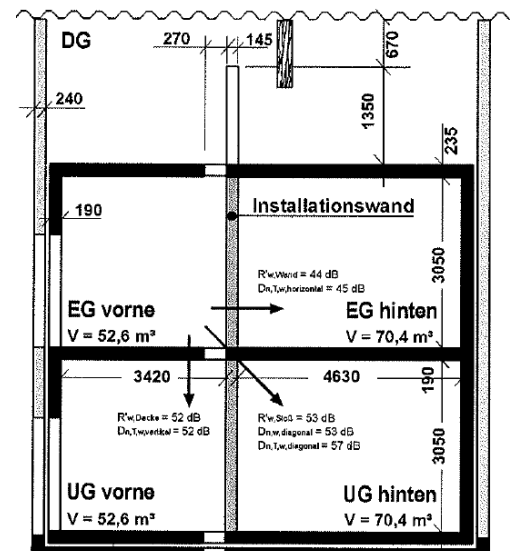 DG
270
145
670
240
1350
235
190
Installationswand
R'w,Wand = 44 dB
Dn,T,w,horizontal = 45 dB
3050
EG vorne
EG hinten
V = 52,6 m³
V = 70,4 m³
3420
4630
190
R'w,Decke = 52 dB
Dn,T,w,vertikal = 52 dB
R'w,Stoß = 53 dB
Dn,w,diagonal = 53 dB
Dn,T,w,diagonal = 57 dB
3050
UG vorne
UG hinten
V = 52,6 m³
V = 70,4 m³